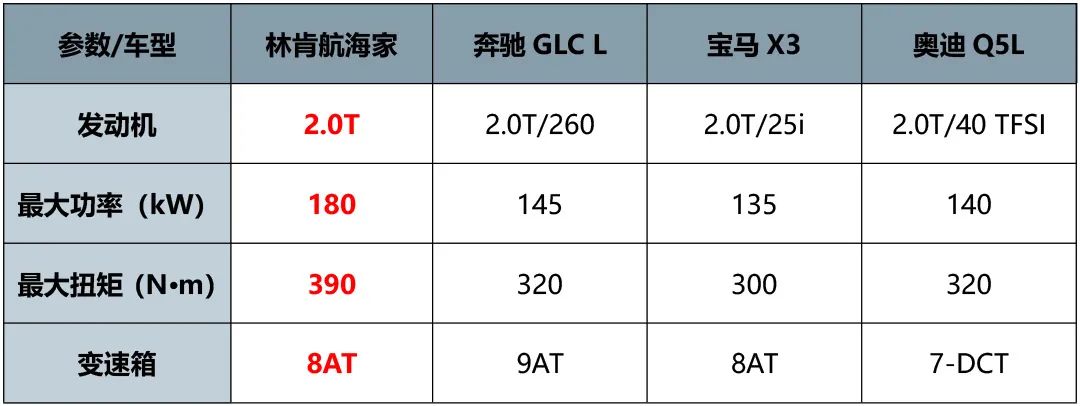 参数/车型 林肯航海家 奔驰 GLC L 宝马 X3 奥迪 Q5L
发动机 2.0T 2.0T/260 2.0T/25i 2.0T/40 TFSI
最大功率（kW） 180 145 135 140
最大扭矩（N•m） 390 320 300 320
变速箱 8AT 9AT 8AT 7-DCT